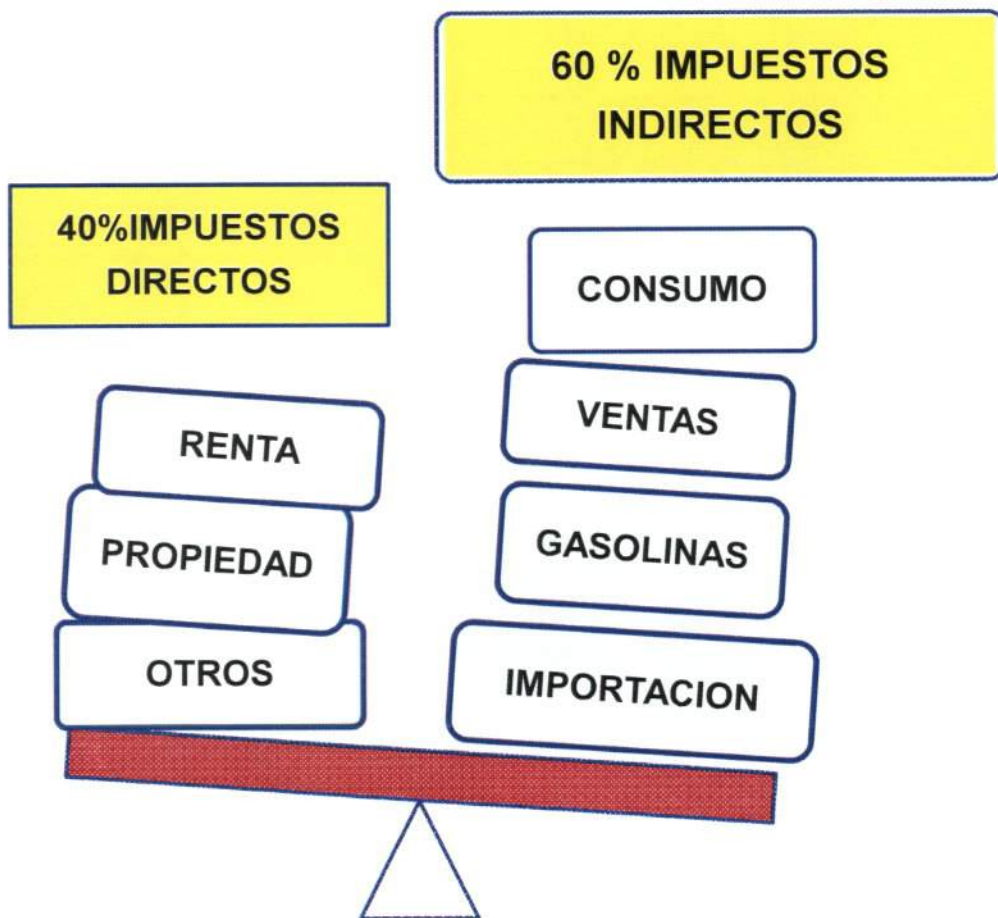 60 % IMPUESTOS
INDIRECTOS
40%IMPUESTOS
DIRECTOS
CONSUMO
VENTAS
GASOLINAS
IMPORTACION
RENTA
PROPIEDAD
OTROS